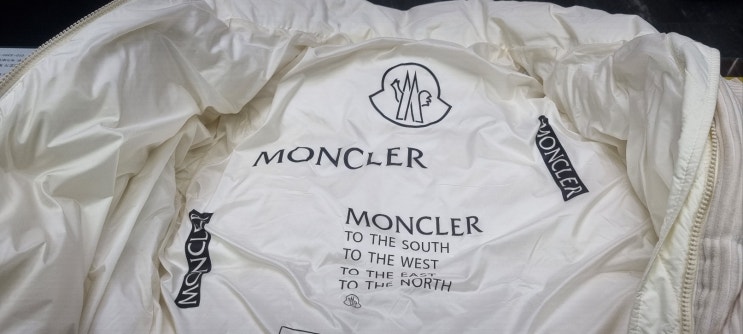 MONCLER
MONCLER
MONCLER
MONCLER
TO THE SOUTH
TO THE WEST
TO THE EAST
TO THE NORTH